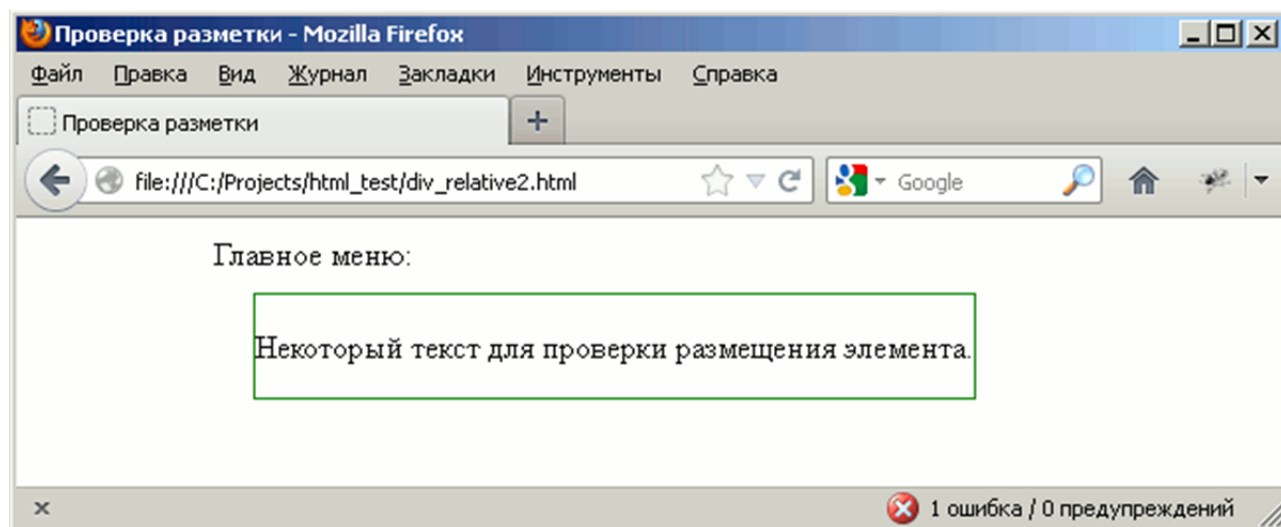 Проверка разметки - Mozilla Firefox
Файл Правка Вид Журнал Закладки Инструменты Справка
Проверка разметки
file:///C:/Projects/html_test/div_relative2.html Google
Главное меню:
Некоторый текст для проверки размещения элемента.
1 ошибка / 0 предупреждений